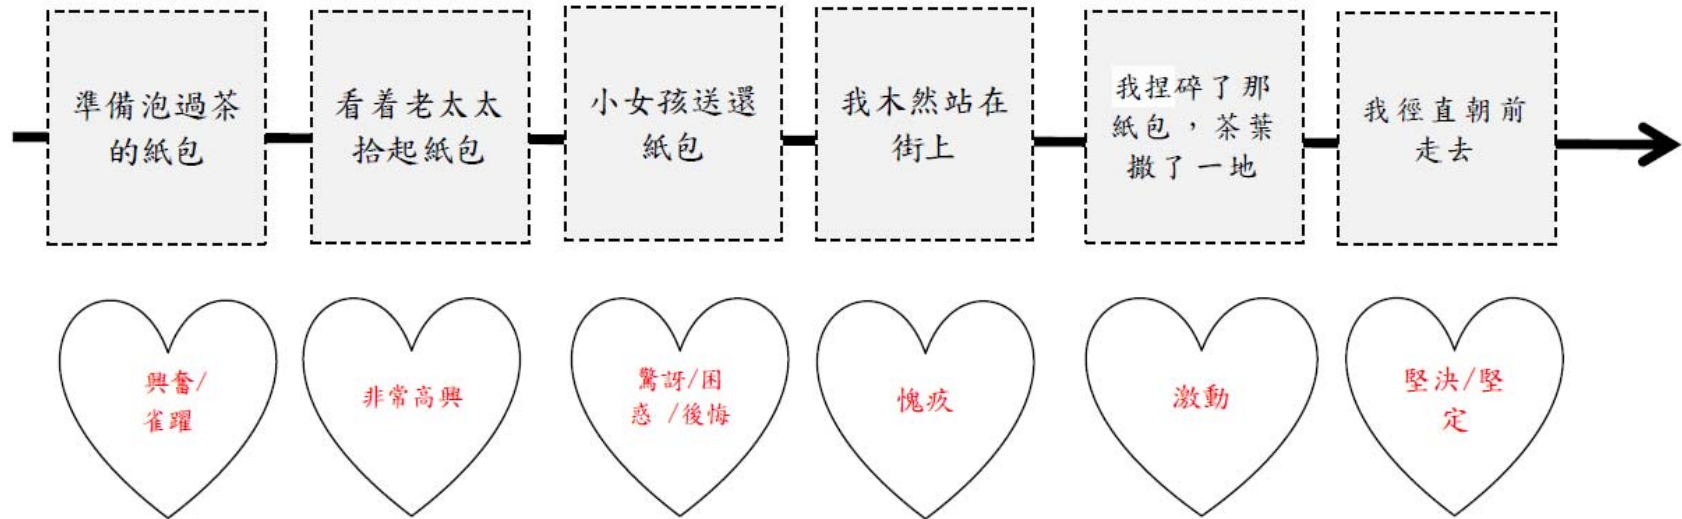 準備泡過茶
的紙包
看着老太太
拾起紙包
小女孩送還
紙包
我木然站在
街上
我捏碎了那
紙包，茶葉
撒了一地
我徑直朝前
走去
興奮/
雀躍
非常高興
驚訝/困
惑 /後悔
愧疚
激動
堅決/堅
定